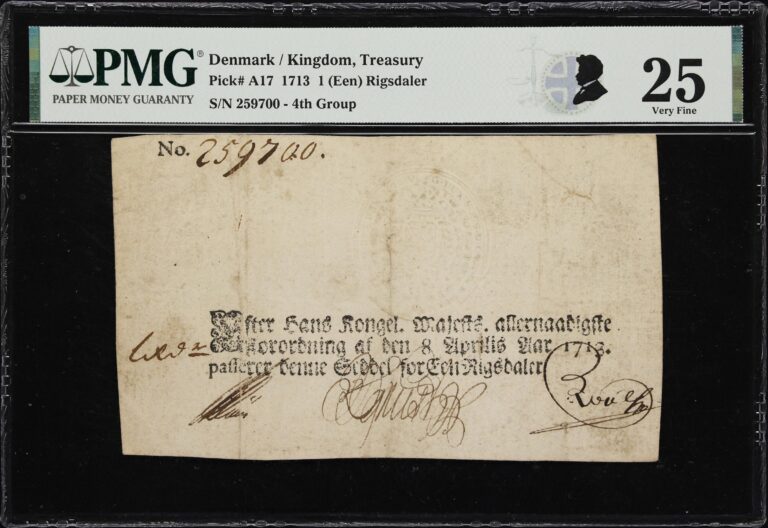 PMG®
PAPER MONEY GUARANTY
Denmark / Kingdom, Treasury
Pick# A17 1713 1 (Een) Rigsdaler
S/N 259700 - 4th Group
25
Very Fine
No. 259700.
Efter Hans Kongel. Majests. allernaadigste
Forordning af den 8 Aprilis Aar 1713.
passerer denne Seddel for Een Rigsdaler